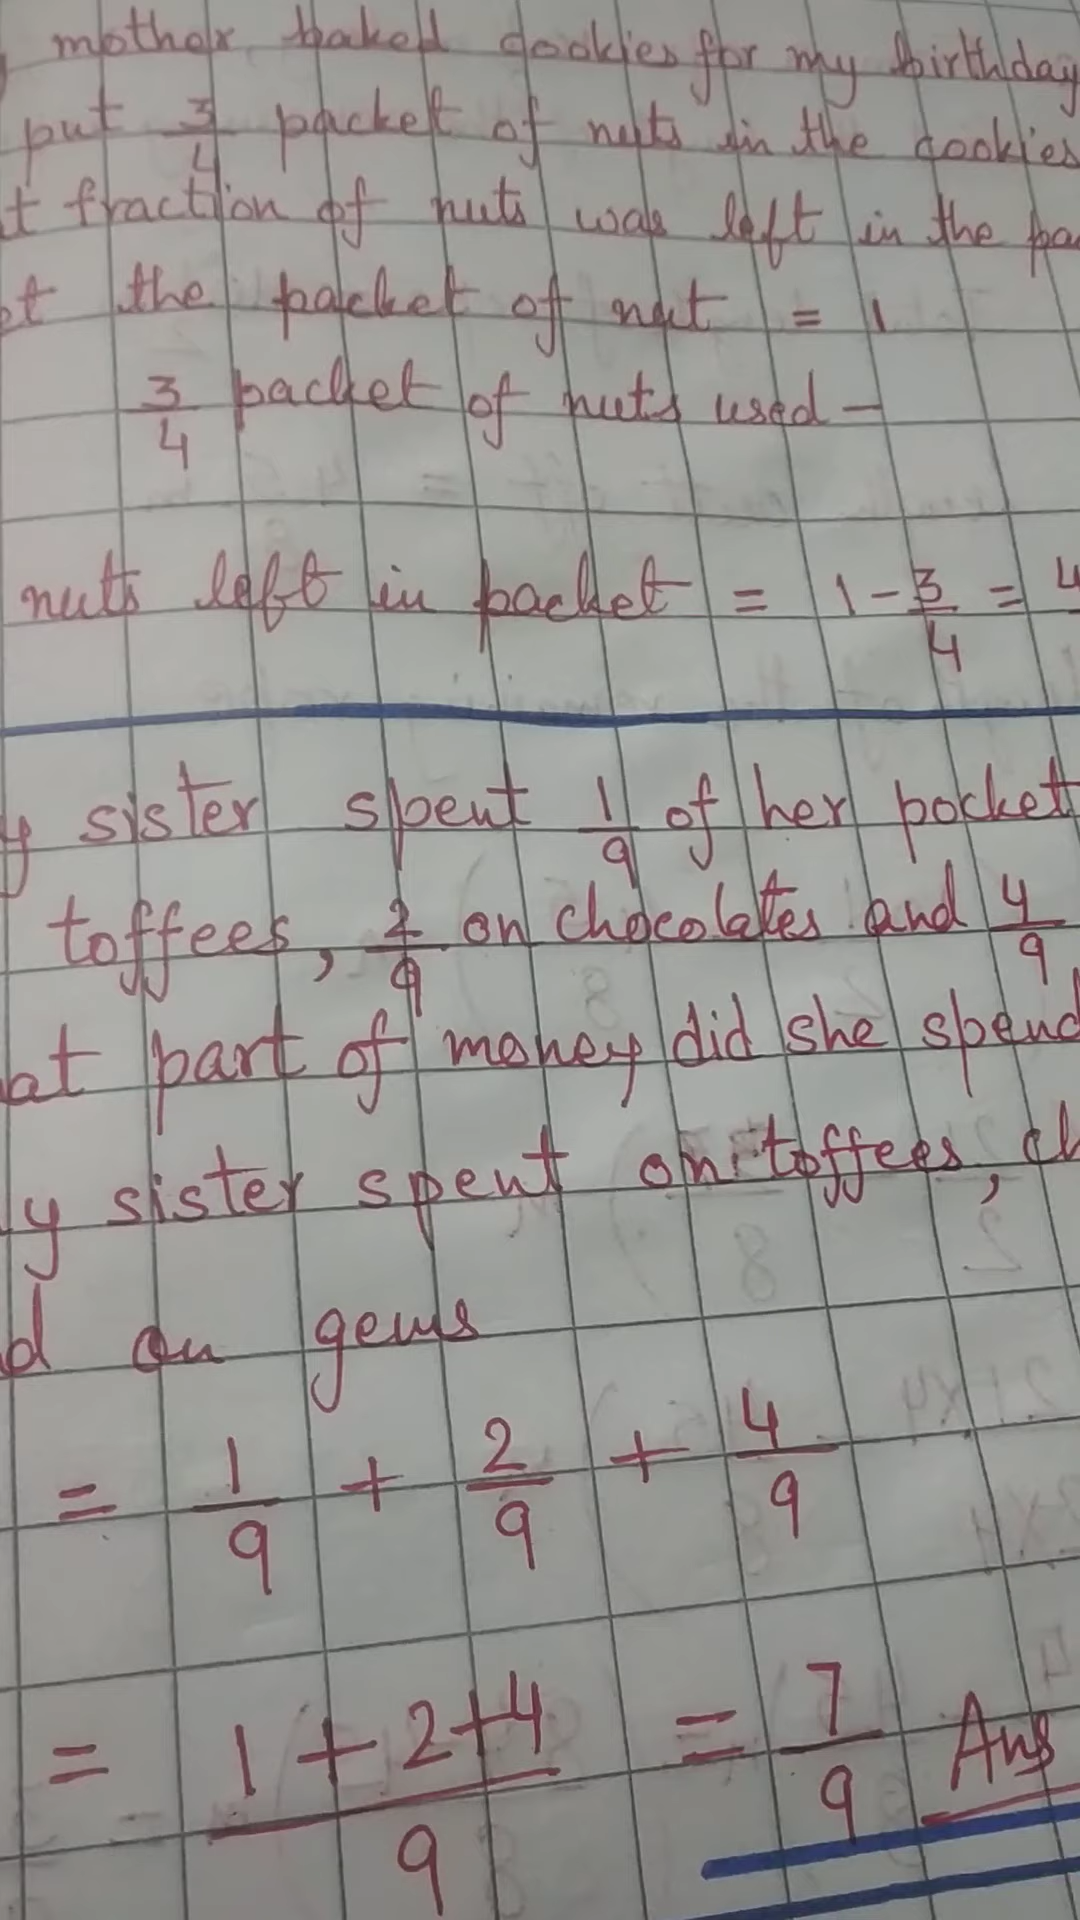 mother baked cookies for my birthday
put 3/4 packet of nuts in the cookies
t fraction of nuts was left in the pa
et the packet of nut = 1
3/4 packet of nuts used -
nuts left in packet = 1 - 3/4 = 4
y sister spent 1/9 of her pocket
toffees, 2/9 on chocolates and 4/9
at part of money did she spend
y sister spent on toffees, ch
d on gems
= 1/9 + 2/9 + 4/9
= 1+2+4/9 = 7/9 Ans